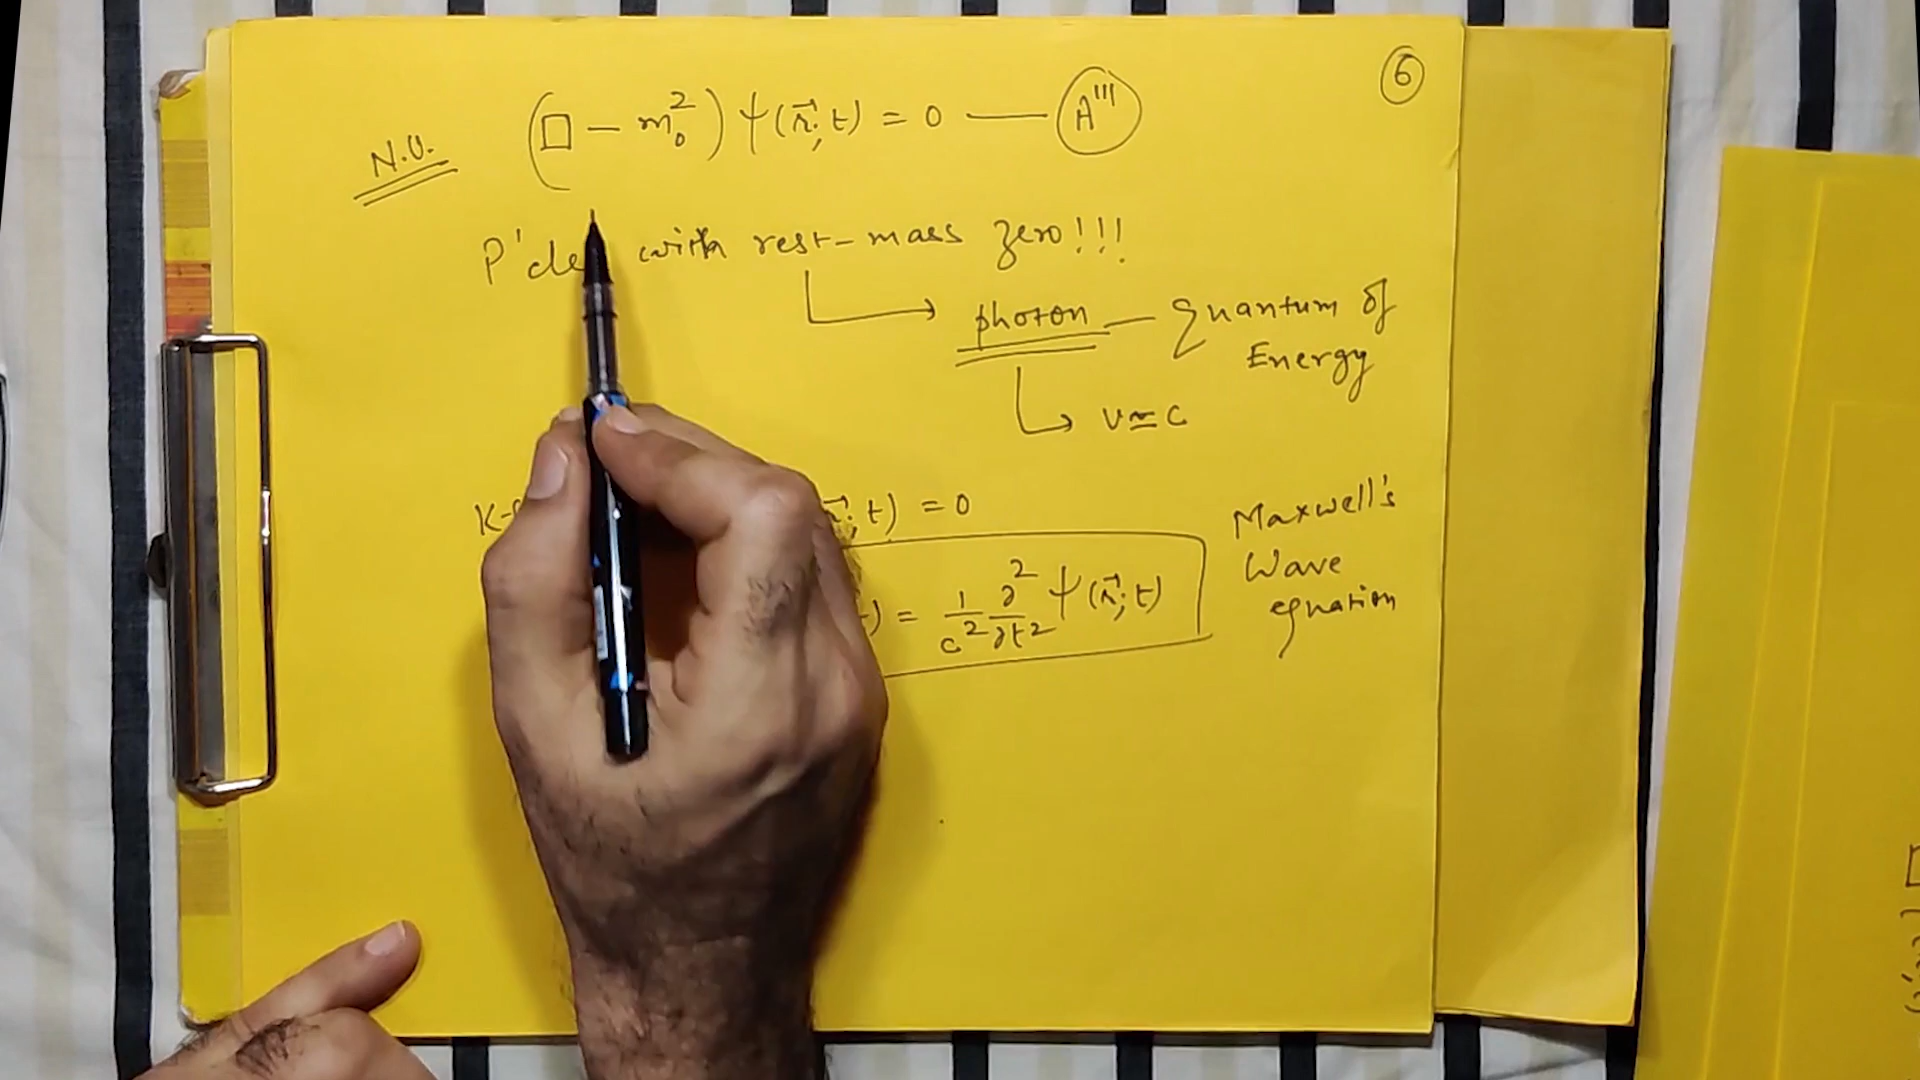 6
(□ − m₀²) ψ(r⃗; t) = 0 —— A'''
N.U.
P'cle with rest-mass zero!!!
photon — Quantum of
Energy
v ≃ c
r⃗; t) = 0
t) = 1/c² ∂²/∂t² ψ(r⃗; t)
Maxwell's
Wave
equation